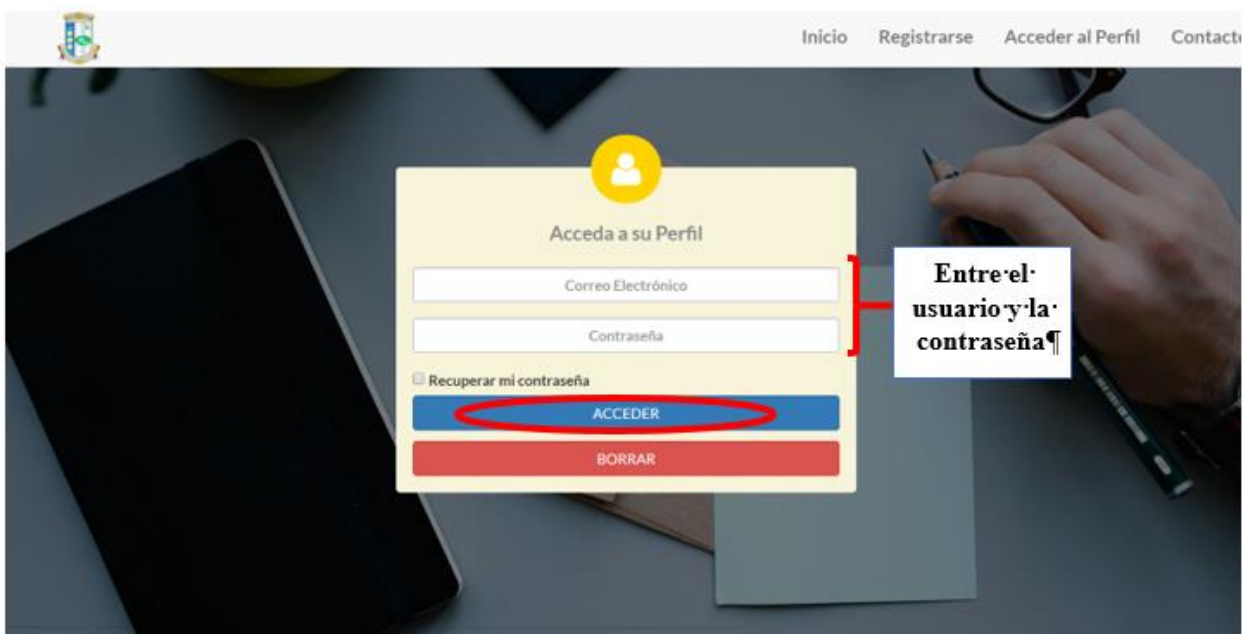 Inicio Registrarse Acceder al Perfil Contacto
Acceda a su Perfil
Correo Electrónico
Entre el
usuario y la
Contraseña
contraseña¶
Recuperar mi contraseña
ACCEDER
BORRAR